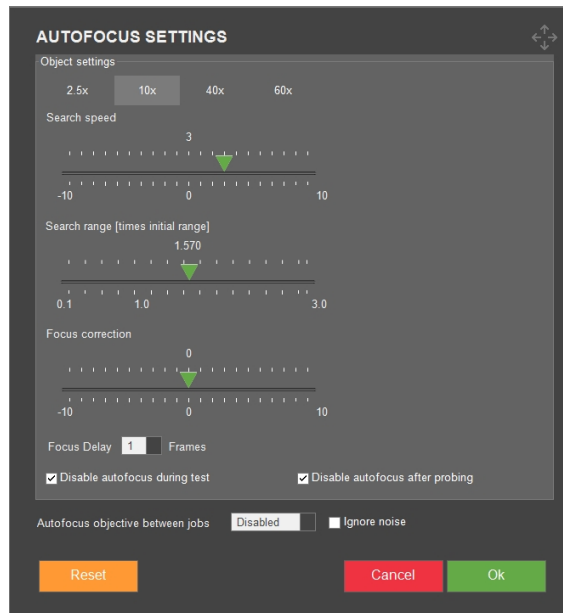 AUTOFOCUS SETTINGS
Object settings
2.5x 10x 40x 60x
Search speed
3
-10 0 10
Search range [times initial range]
1.570
0.1 1.0 3.0
Focus correction
0
-10 0 10
Focus Delay 1 Frames
Disable autofocus during test Disable autofocus after probing
Autofocus objective between jobs Disabled Ignore noise
Reset Cancel Ok